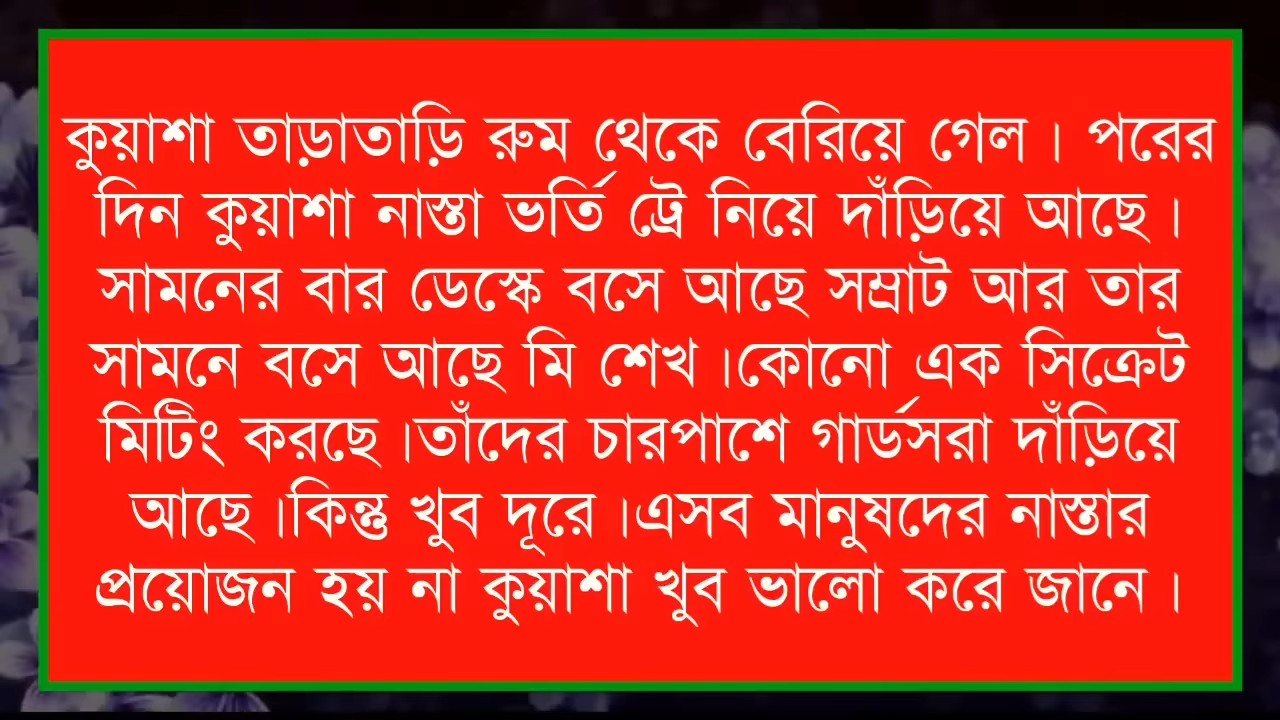 কুয়াশা তাড়াতাড়ি রুম থেকে বেরিয়ে গেল । পরের
দিন কুয়াশা নাস্তা ভর্তি ট্রে নিয়ে দাঁড়িয়ে আছে ।
সামনের বার ডেস্কে বসে আছে সম্রাট আর তার
সামনে বসে আছে মি শেখ ।কোনো এক সিক্রেট
মিটিং করছে ।তাঁদের চারপাশে গার্ডসরা দাঁড়িয়ে
আছে ।কিন্তু খুব দূরে ।এসব মানুষদের নাস্তার
প্রয়োজন হয় না কুয়াশা খুব ভালো করে জানে ।